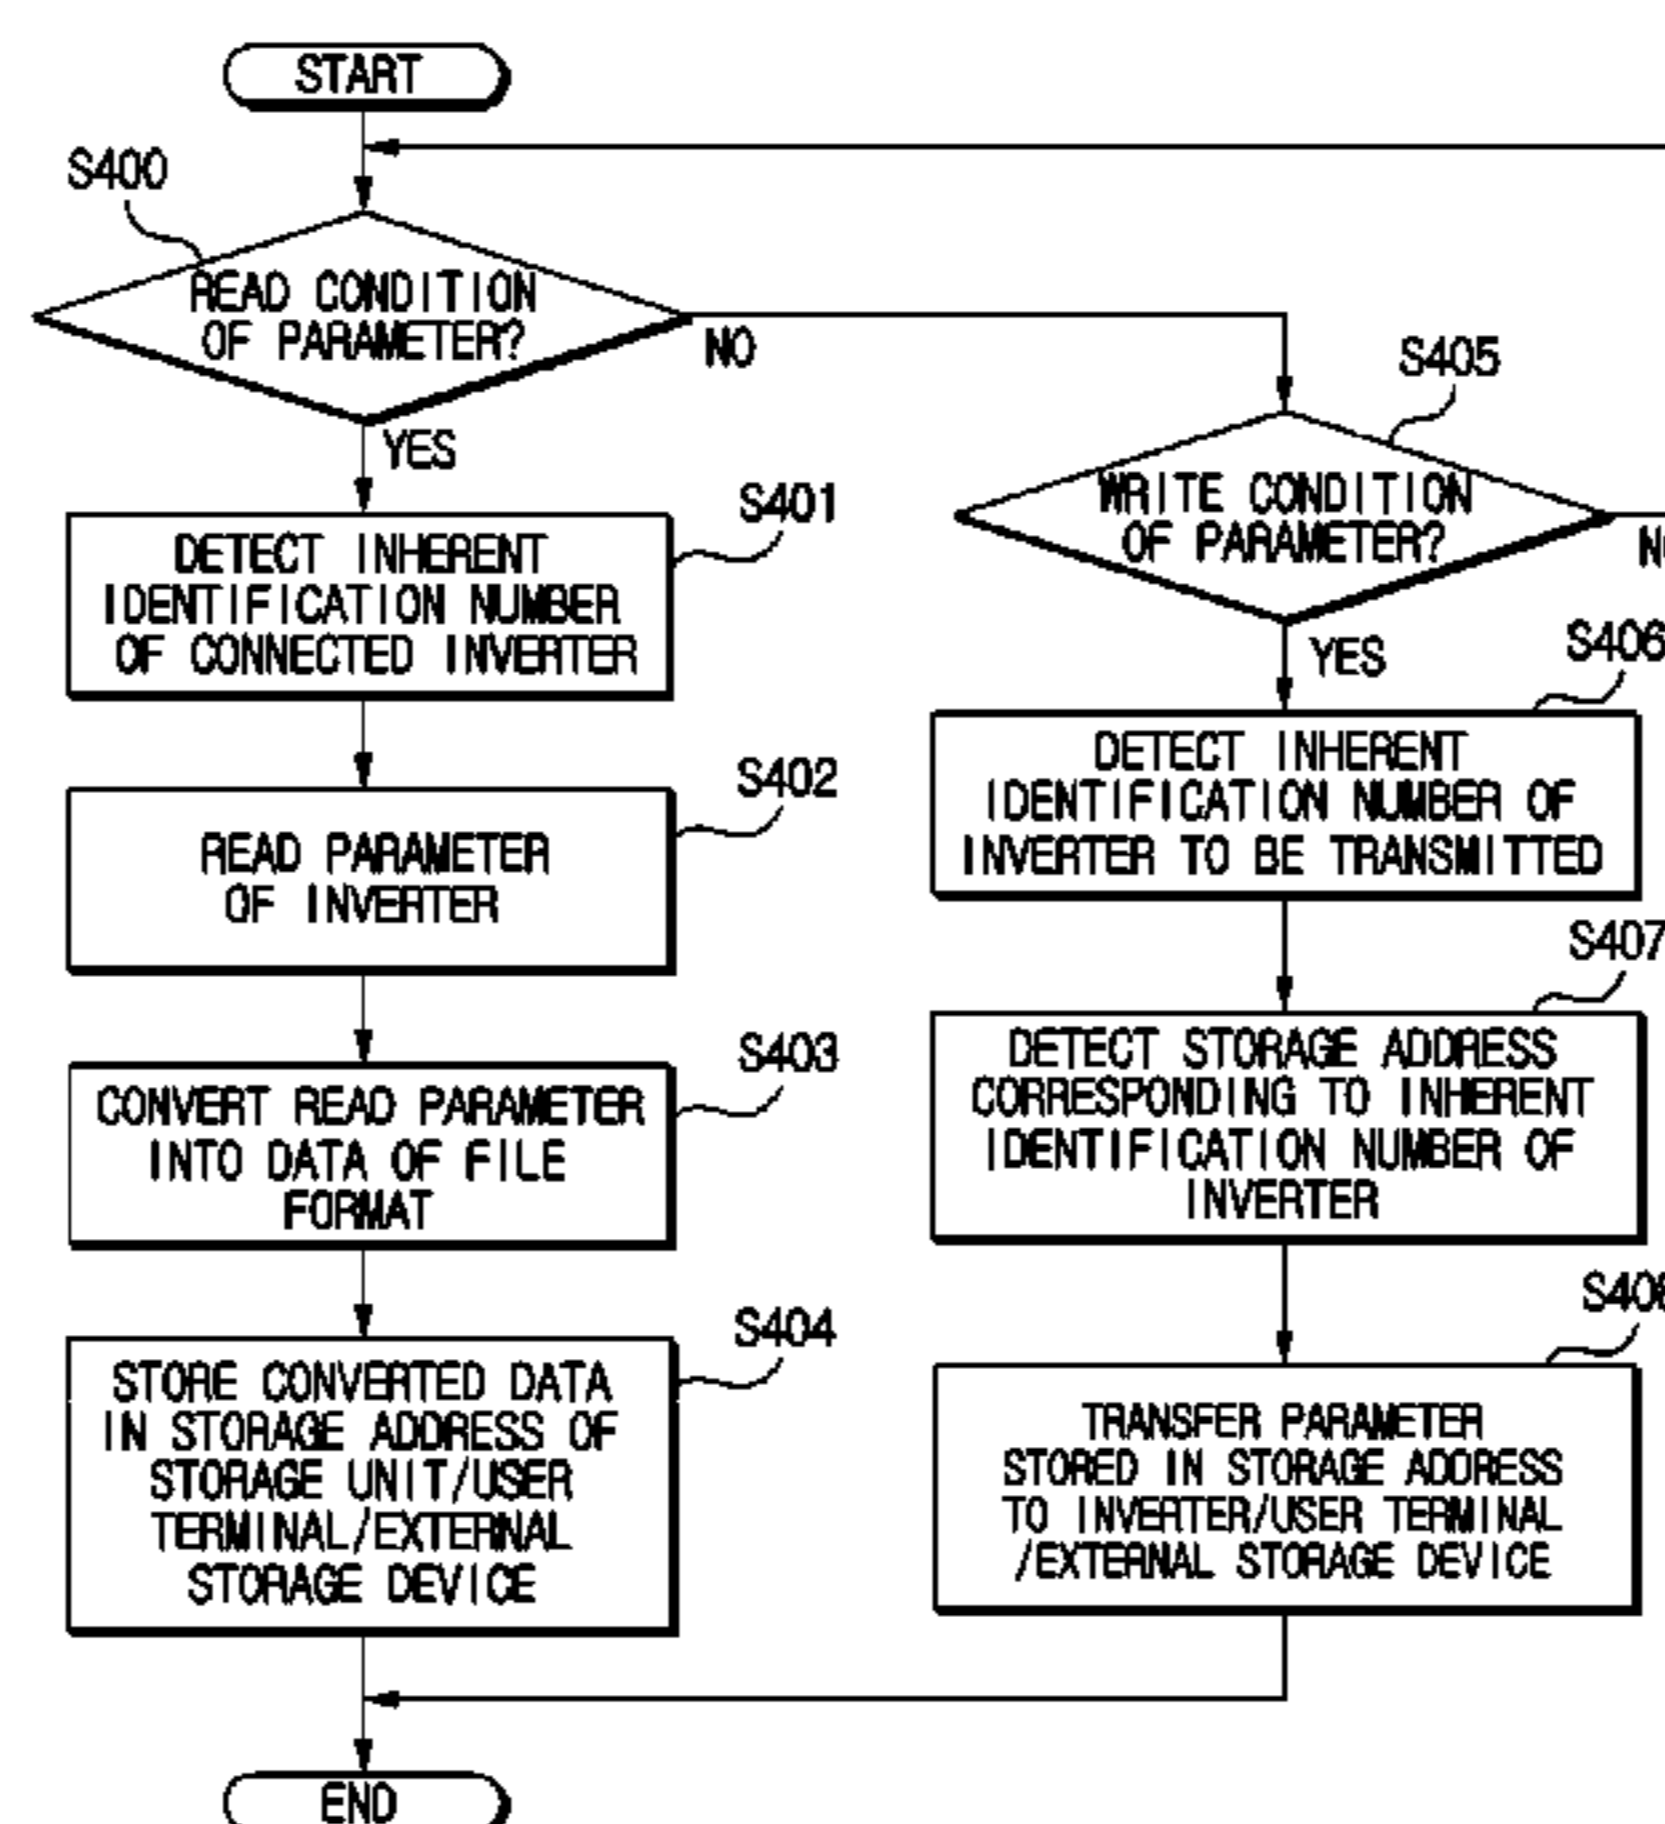 START
S400
READ CONDITION
OF PARAMETER?
NO
YES
S401
DETECT INHERENT
IDENTIFICATION NUMBER
OF CONNECTED INVERTER
S402
READ PARAMETER
OF INVERTER
S403
CONVERT READ PARAMETER
INTO DATA OF FILE
FORMAT
S404
STORE CONVERTED DATA
IN STORAGE ADDRESS OF
STORAGE UNIT/USER
TERMINAL/EXTERNAL
STORAGE DEVICE
S405
WRITE CONDITION
OF PARAMETER?
YES
S406
DETECT INHERENT
IDENTIFICATION NUMBER OF
INVERTER TO BE TRANSMITTED
S407
DETECT STORAGE ADDRESS
CORRESPONDING TO INHERENT
IDENTIFICATION NUMBER OF
INVERTER
S408
TRANSFER PARAMETER
STORED IN STORAGE ADDRESS
TO INVERTER/USER TERMINAL
/EXTERNAL STORAGE DEVICE
END